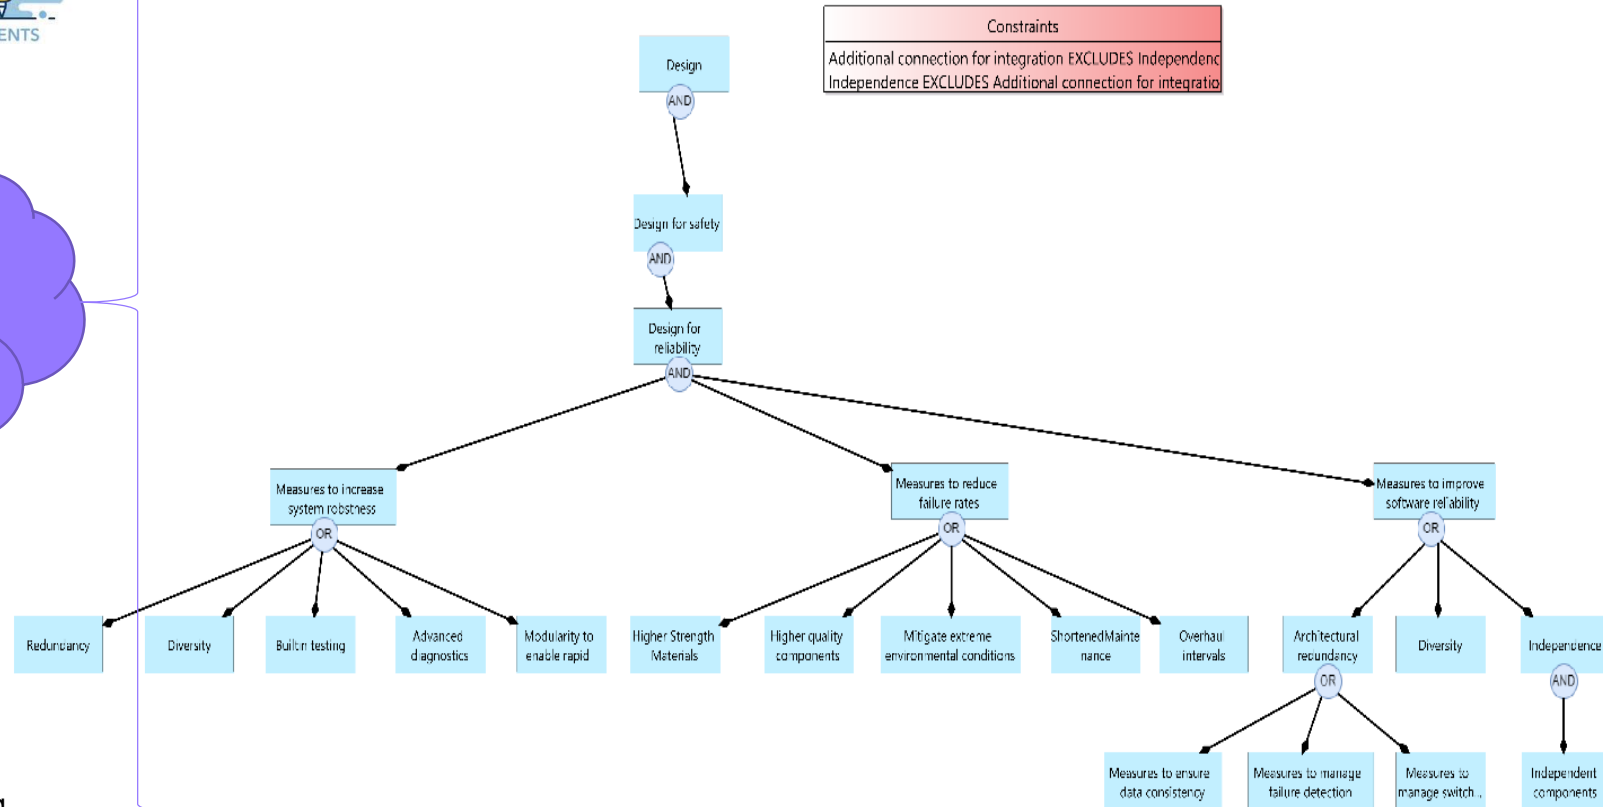 ENTS
Constraints
Additional connection for integration EXCLUDES Independenc
Independence EXCLUDES Additional connection for integratio
Design
AND
Design for safety
AND
Design for
reliability
AND
Measures to increase
system robstness
OR
Measures to reduce
failure rates
OR
Measures to improve
software reliability
OR
Redundancy
Diversity
Builtin testing
Advanced
diagnostics
Modularity to
enable rapid
Higher Strength
Materials
Higher quality
components
Mitigate extreme
environmental conditions
ShortenedMainte
nance
Overhaul
intervals
Architectural
redundancy
OR
Diversity
Independence
AND
Measures to ensure
data consistency
Measures to manage
failure detection
Measures to
manage switch...
Independent
components